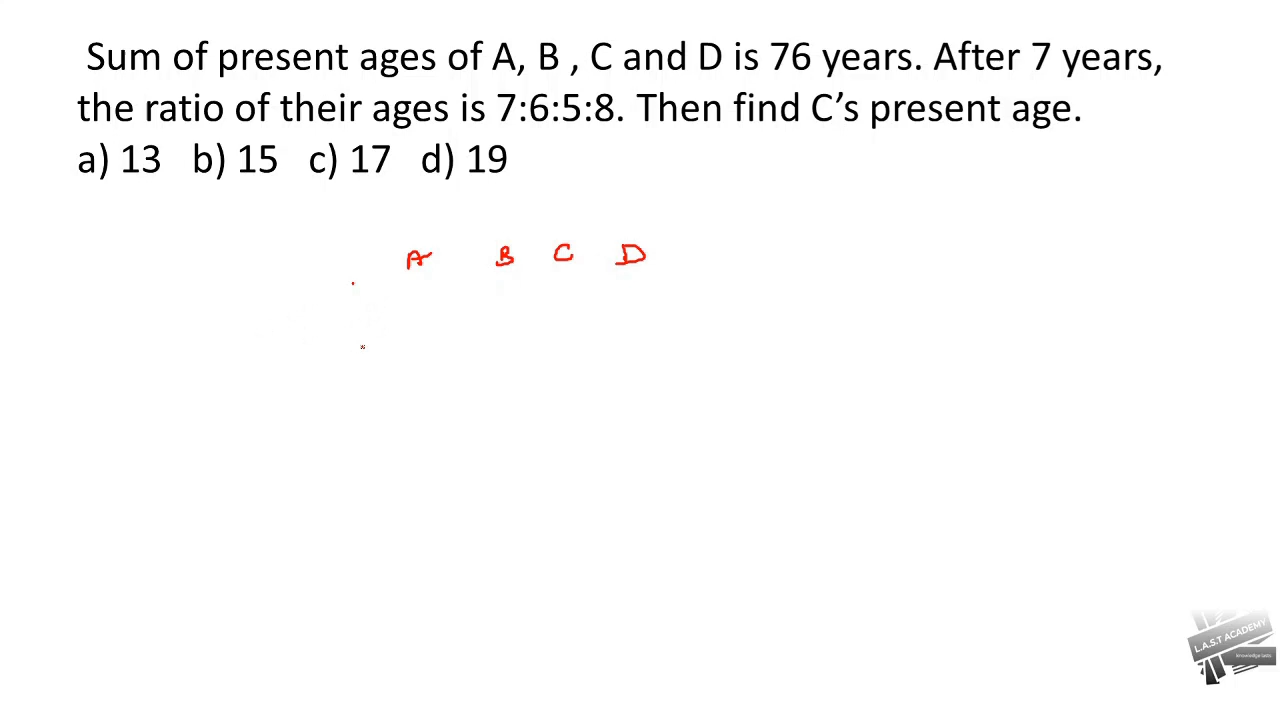 Sum of present ages of A, B , C and D is 76 years. After 7 years,
the ratio of their ages is 7:6:5:8. Then find C’s present age.
a) 13 b) 15 c) 17 d) 19
A B C D
L.A.S.T ACADEMY